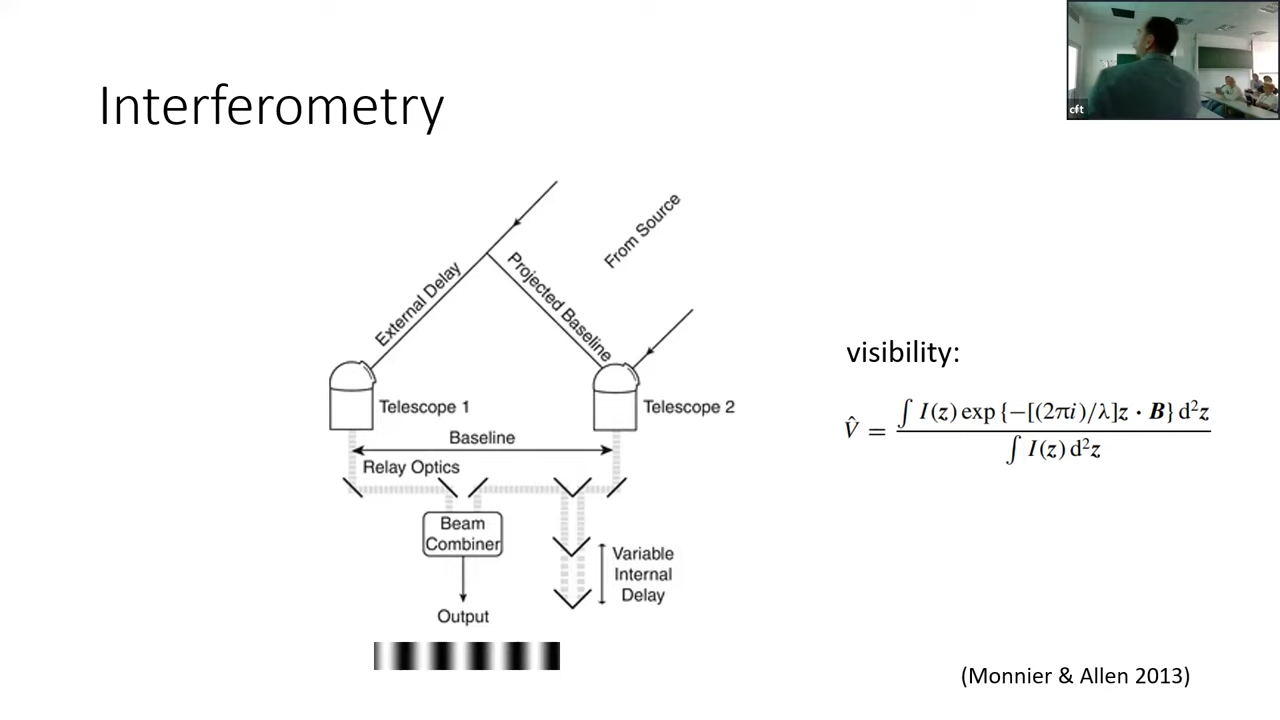 cft
Interferometry
From Source
External Delay
Projected Baseline
Telescope 1
Telescope 2
Baseline
Relay Optics
Beam
Combiner
Variable
Internal
Delay
Output
visibility:
V̂ = ∫ I(z) exp {−[(2πi)/λ]z · B} d²z / ∫ I(z) d²z
(Monnier & Allen 2013)